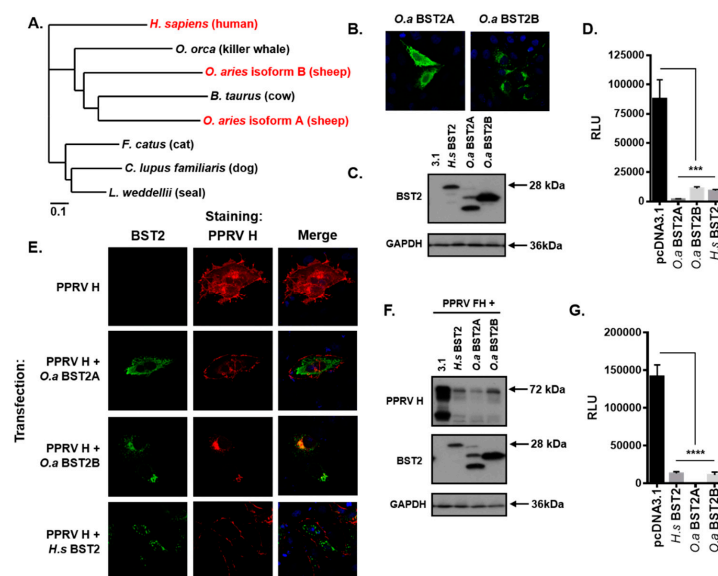 A.
H. sapiens (human)
O. orca (killer whale)
O. aries isoform B (sheep)
B. taurus (cow)
O. aries isoform A (sheep)
F. catus (cat)
C. lupus familiaris (dog)
L. weddellii (seal)
0.1
B.
O.a BST2A
O.a BST2B
C.
3.1
H.s BST2
O.a BST2A
O.a BST2B
BST2
28 kDa
GAPDH
36kDa
D.
RLU
125000
100000
75000
50000
25000
0
***
pcDNA3.1
O.a BST2A
O.a BST2B
H.s BST2
E.
Staining:
BST2
PPRV H
Merge
Transfection:
PPRV H
PPRV H +
O.a BST2A
PPRV H +
O.a BST2B
PPRV H +
H.s BST2
F.
PPRV FH +
3.1
H.s BST2
O.a BST2A
O.a BST2B
PPRV H
72 kDa
BST2
28 kDa
GAPDH
36kDa
G.
RLU
200000
150000
100000
50000
0
****
pcDNA3.1
H.s BST2
O.a BST2A
O.a BST2B